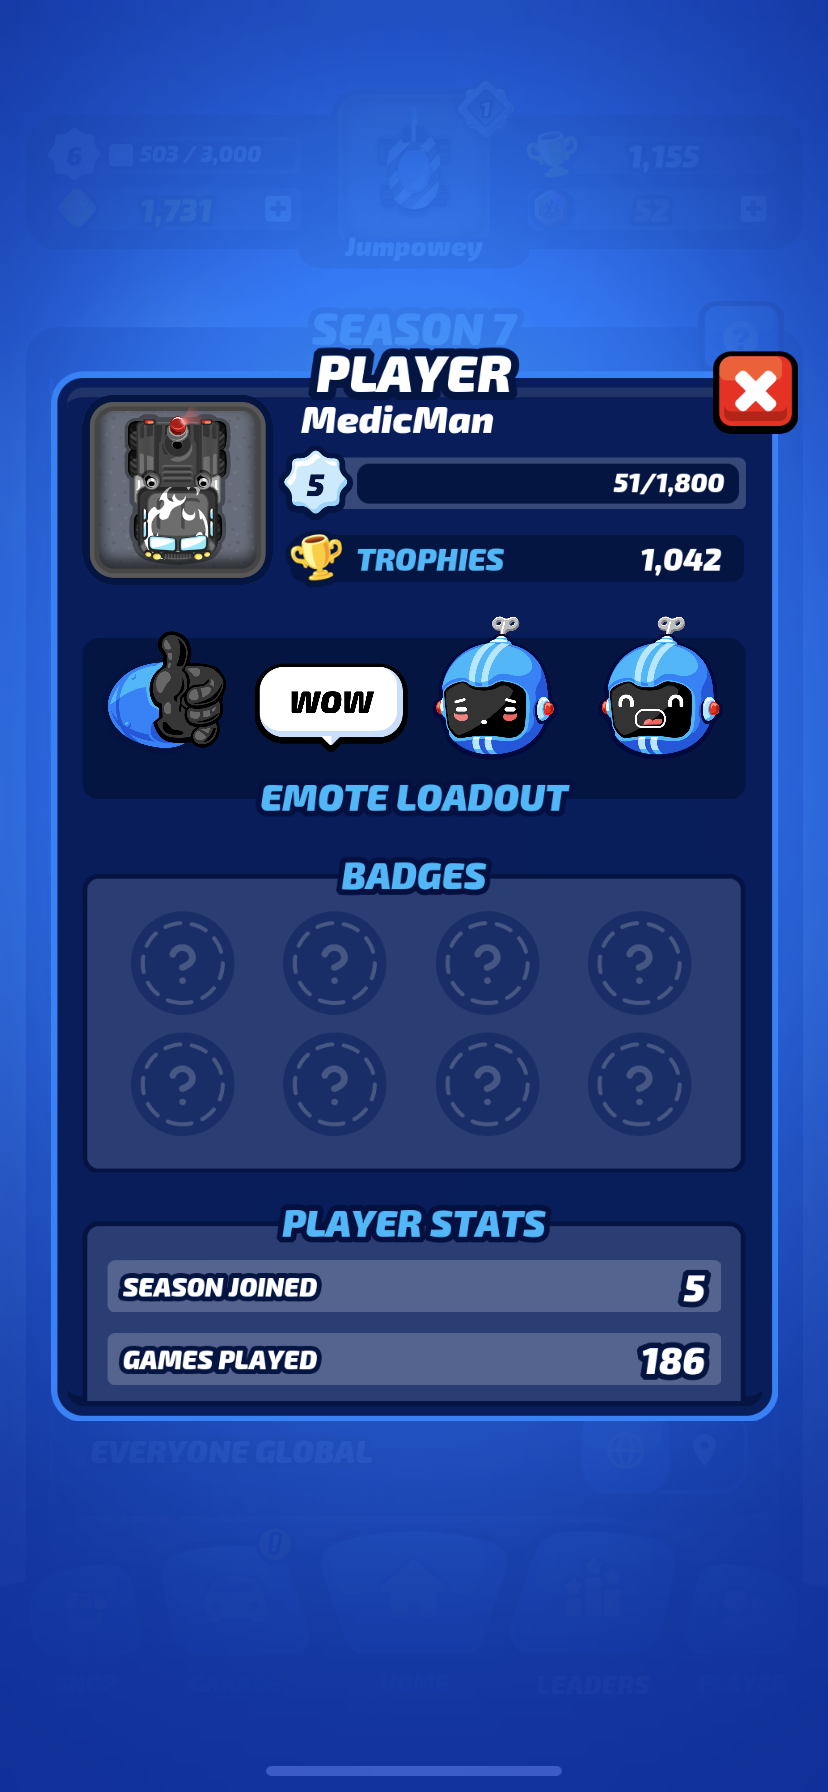 1
6
503 / 3,000
1,155
1,731
52
Jumpowey
SEASON 7
?
PLAYER
MedicMan
5
51/1,800
TROPHIES
1,042
WOW
EMOTE LOADOUT
BADGES
? ? ? ?
? ? ? ?
PLAYER STATS
SEASON JOINED
5
GAMES PLAYED
186
EVERYONE GLOBAL
!
LEADERS